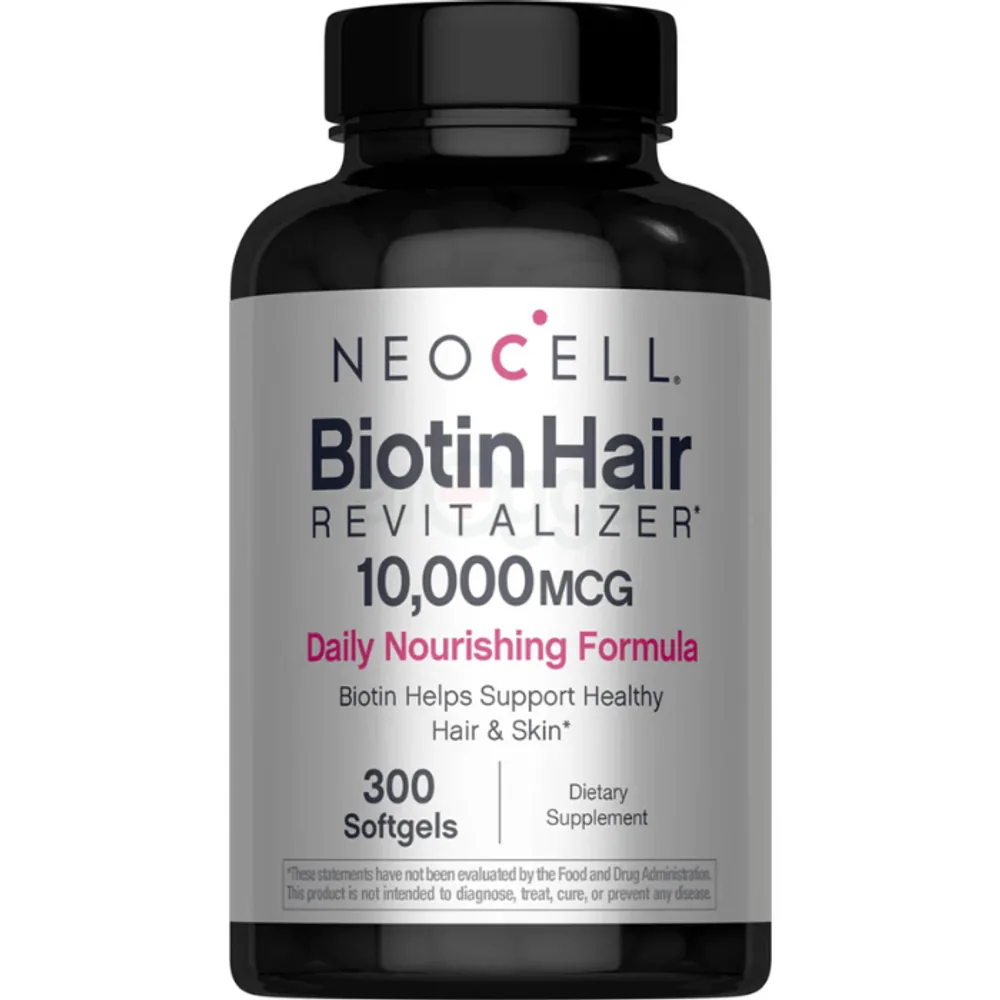 NEOCELL®
Biotin Hair
REVITALIZER*
10,000 MCG
Daily Nourishing Formula
Biotin Helps Support Healthy
Hair & Skin*
300
Softgels
Dietary
Supplement
*These statements have not been evaluated by the Food and Drug Administration.
This product is not intended to diagnose, treat, cure, or prevent any disease.